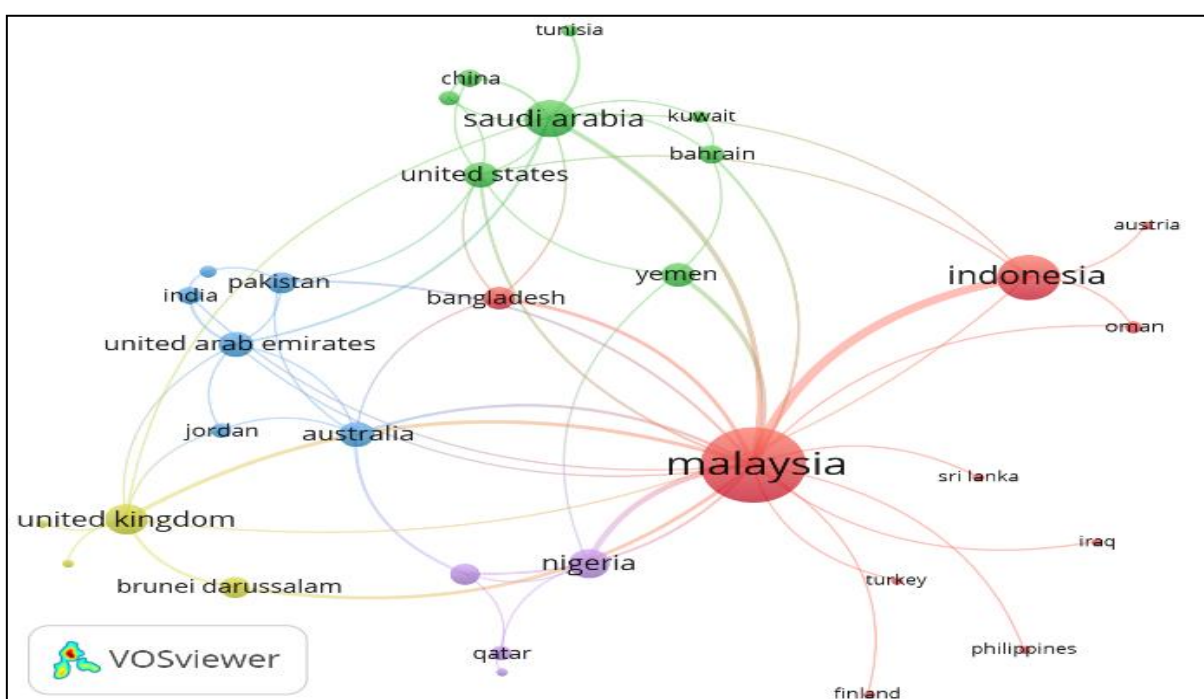 tunisia
china
saudi arabia
kuwait
bahrain
united states
austria
yemen
indonesia
pakistan
india
bangladesh
oman
united arab emirates
jordan
australia
malaysia
sri lanka
united kingdom
iraq
nigeria
turkey
brunei darussalam
philippines
qatar
VOSviewer
finland